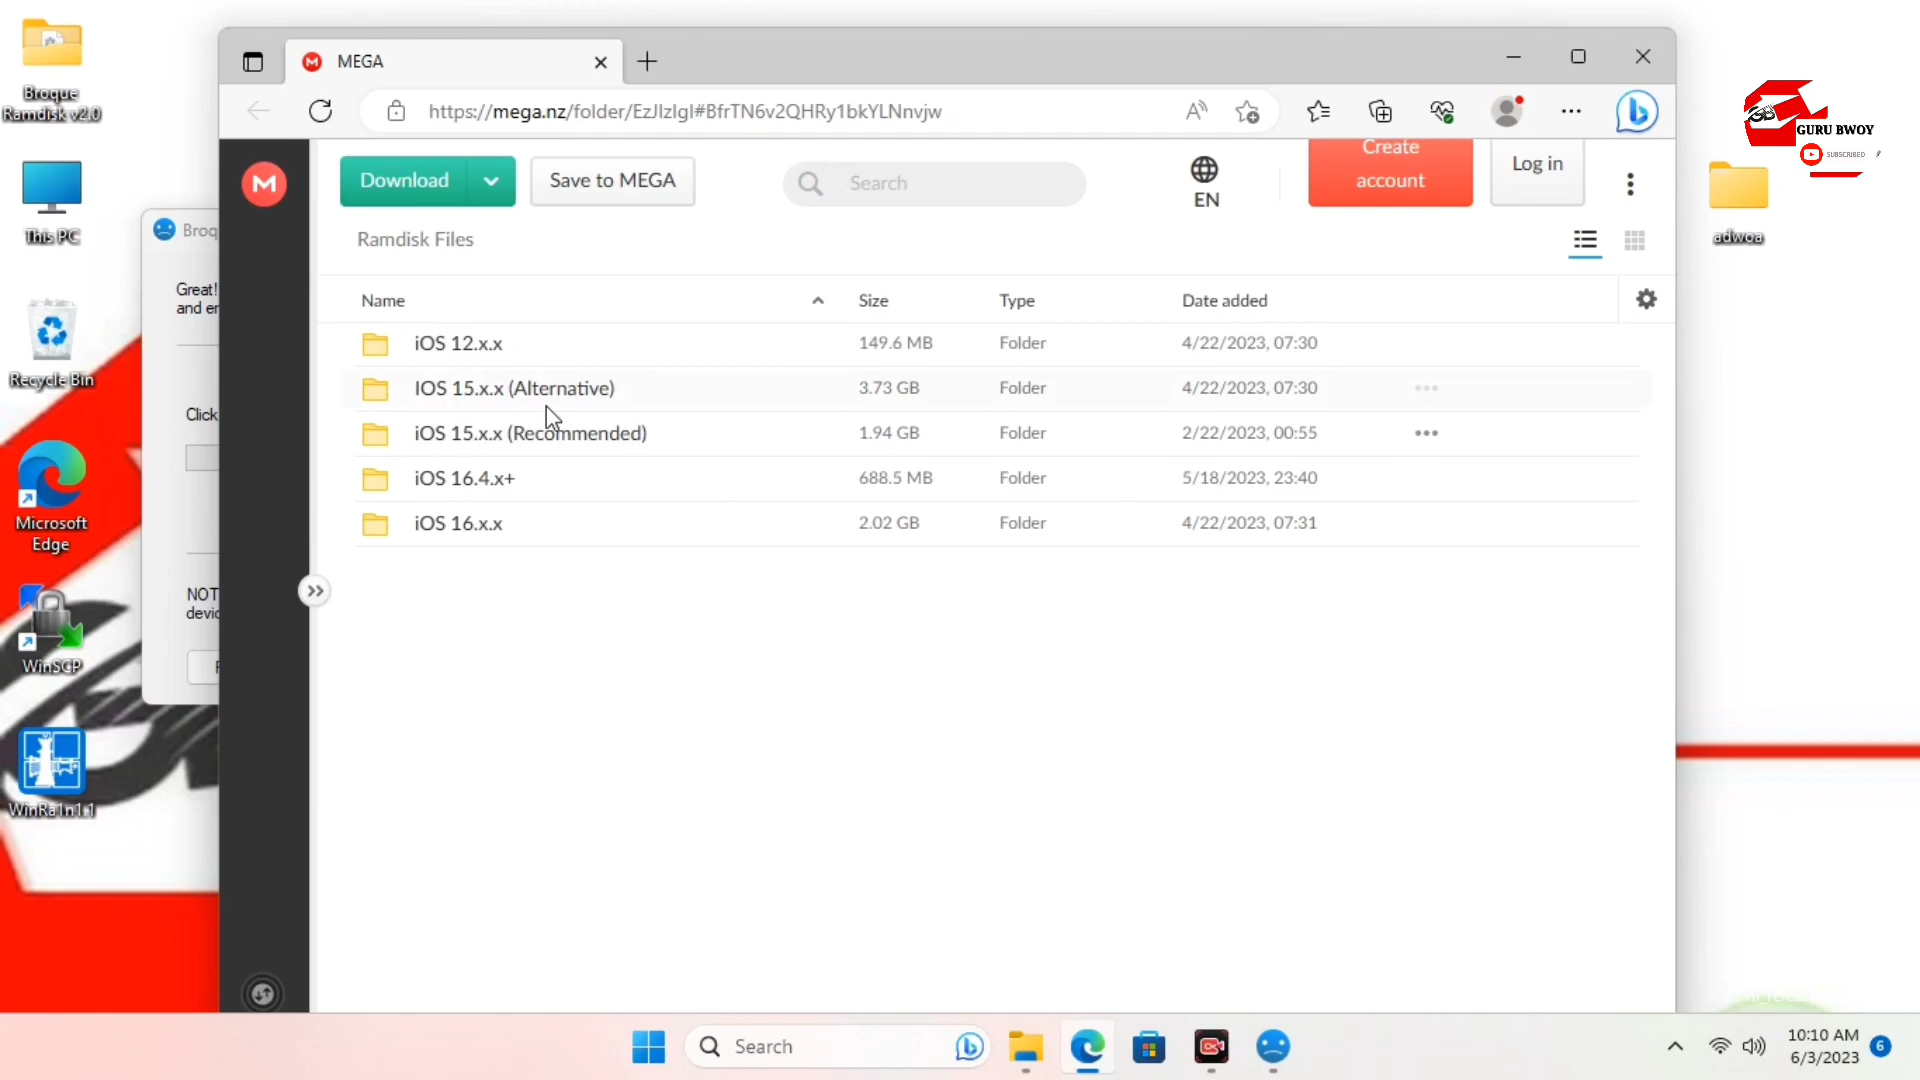 Broque
Ramdisk v2.0
This PC
Recycle Bin
Microsoft
Edge
WinSCP
WinRa1n1.1
Broq
Great!
and er
Click
NOT
devic
MEGA
https://mega.nz/folder/EzJIzIgI#BfrTN6v2QHRy1bkYLNnvjw
Download
Save to MEGA
Search
EN
Create
account
Log in
Ramdisk Files
Name Size Type Date added
iOS 12.x.x 149.6 MB Folder 4/22/2023, 07:30
IOS 15.x.x (Alternative) 3.73 GB Folder 4/22/2023, 07:30
iOS 15.x.x (Recommended) 1.94 GB Folder 2/22/2023, 00:55
iOS 16.4.x+ 688.5 MB Folder 5/18/2023, 23:40
iOS 16.x.x 2.02 GB Folder 4/22/2023, 07:31
GURU BWOY
SUBSCRIBED
adwoa
Search
10:10 AM
6/3/2023
6